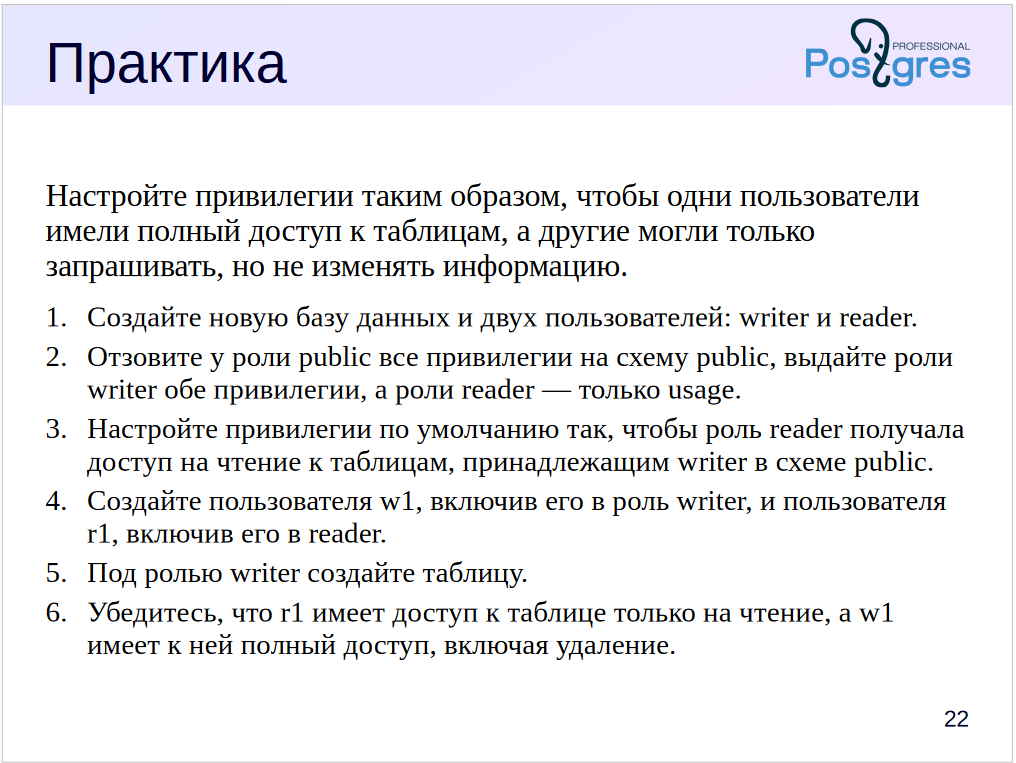 Практика
PROFESSIONAL
Postgres
Настройте привилегии таким образом, чтобы одни пользователи
имели полный доступ к таблицам, а другие могли только
запрашивать, но не изменять информацию.
1. Создайте новую базу данных и двух пользователей: writer и reader.
2. Отзовите у роли public все привилегии на схему public, выдайте роли
writer обе привилегии, а роли reader — только usage.
3. Настройте привилегии по умолчанию так, чтобы роль reader получала
доступ на чтение к таблицам, принадлежащим writer в схеме public.
4. Создайте пользователя w1, включив его в роль writer, и пользователя
r1, включив его в reader.
5. Под ролью writer создайте таблицу.
6. Убедитесь, что r1 имеет доступ к таблице только на чтение, а w1
имеет к ней полный доступ, включая удаление.
22